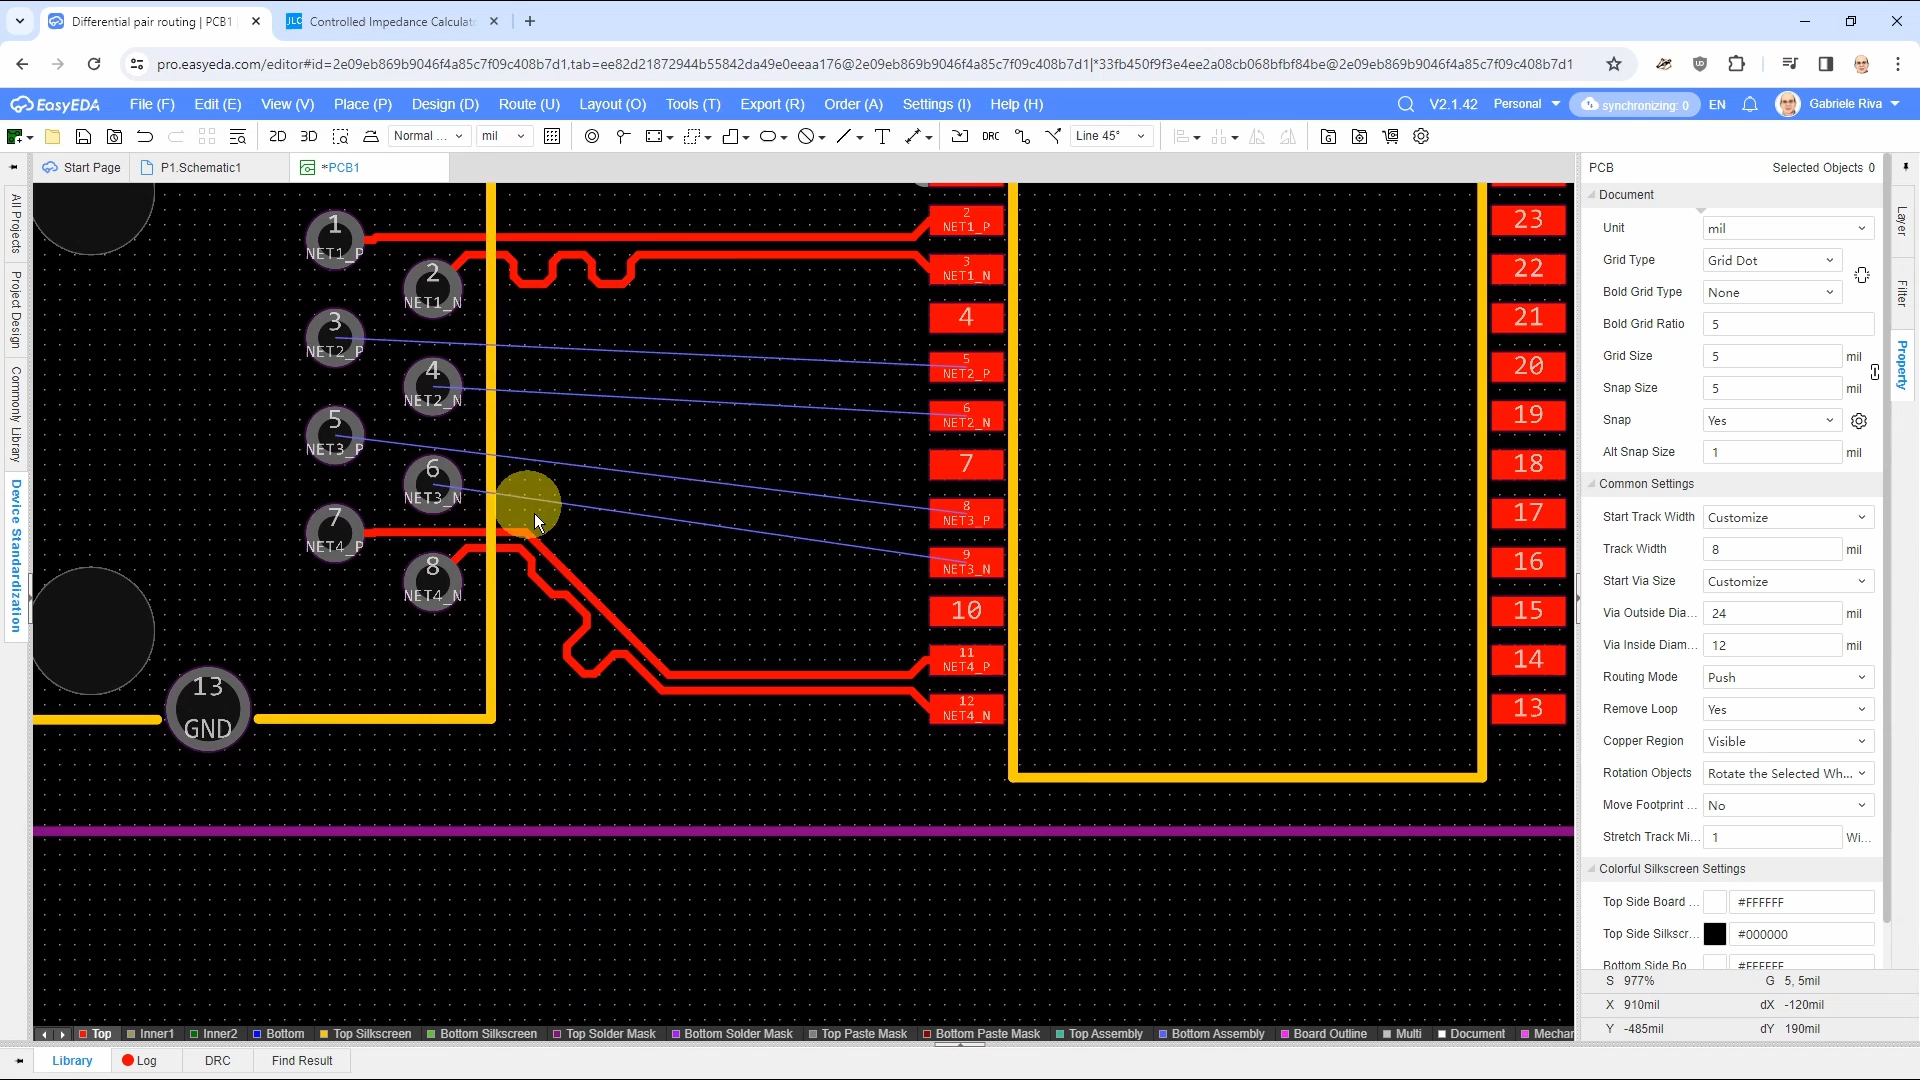 Differential pair routing | PCB1
JLC Controlled Impedance Calculat
pro.easyeda.com/editor#id=2e09eb869b9046f4a85c7f09c408b7d1,tab=ee82d21872944b55842da49e0eeaa176@2e09eb869b9046f4a85c7f09c408b7d1|*33fb450f9f3e4ee2a08cb068bfbf84be@2e09eb869b9046f4a85c7f09c408b7d1
EasyEDA File (F) Edit (E) View (V) Place (P) Design (D) Route (U) Layout (O) Tools (T) Export (R) Order (A) Settings (I) Help (H) V2.1.42 Personal synchronizing: 0 EN Gabriele Riva
2D 3D Normal ... mil T DRC Line 45°
Start Page P1.Schematic1 *PCB1
All Projects
Project Design
Commonly Library
Device Standardization
1
NET1_P
2
NET1_N
3
NET2_P
4
NET2_N
5
NET3_P
6
NET3_N
7
NET4_P
8
NET4_N
13
GND
2
NET1_P
3
NET1_N
4
5
NET2_P
6
NET2_N
7
8
NET3_P
9
NET3_N
10
11
NET4_P
12
NET4_N
23
22
21
20
19
18
17
16
15
14
13
PCB Selected Objects 0
Document
Unit mil
Grid Type Grid Dot
Bold Grid Type None
Bold Grid Ratio 5
Grid Size 5 mil
Snap Size 5 mil
Snap Yes
Alt Snap Size 1 mil
Common Settings
Start Track Width Customize
Track Width 8 mil
Start Via Size Customize
Via Outside Dia... 24 mil
Via Inside Diam... 12 mil
Routing Mode Push
Remove Loop Yes
Copper Region Visible
Rotation Objects Rotate the Selected Wh...
Move Footprint ... No
Stretch Track Mi... 1 Wi...
Colorful Silkscreen Settings
Top Side Board ... #FFFFFF
Top Side Silkscr... #000000
Bottom Side Bo... #FFFFFF
S 977% G 5, 5mil
X 910mil dX -120mil
Y -485mil dY 190mil
Layer
Filter
Property
Top Inner1 Inner2 Bottom Top Silkscreen Bottom Silkscreen Top Solder Mask Bottom Solder Mask Top Paste Mask Bottom Paste Mask Top Assembly Bottom Assembly Board Outline Multi Document Mechar
Library Log DRC Find Result